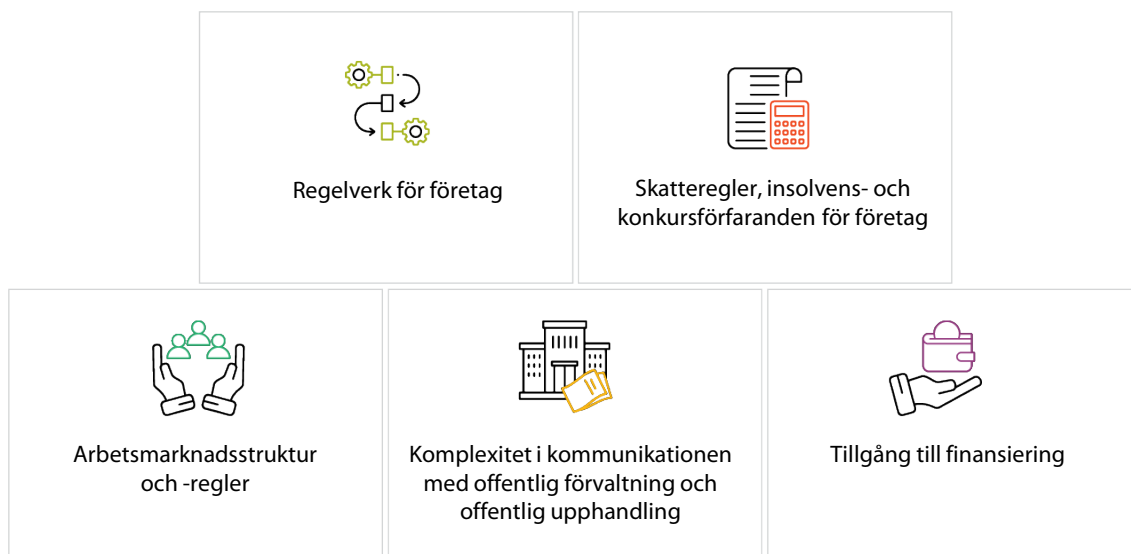 Regelverk för företag
Skatteregler, insolvens- och
konkursförfaranden för företag
Arbetsmarknadsstruktur
och -regler
Komplexitet i kommunikationen
med offentlig förvaltning och
offentlig upphandling
Tillgång till finansiering